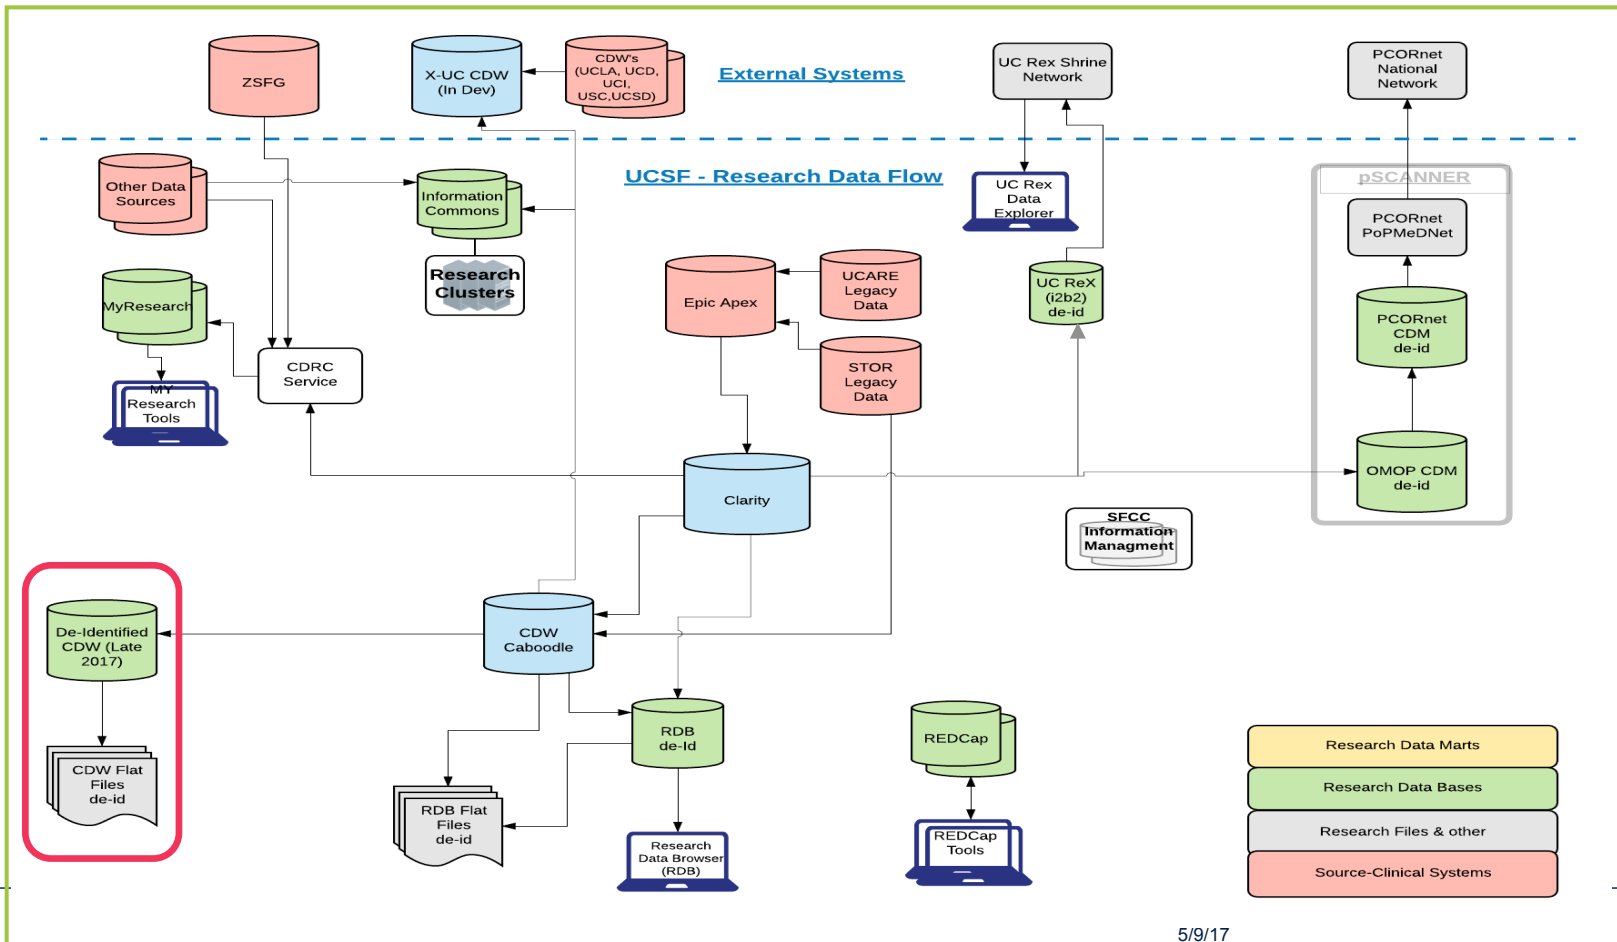 ZSFG
X-UC CDW
(In Dev)
CDW's
(UCLA, UCD,
UCI,
USC,UCSD)
External Systems
UC Rex Shrine
Network
PCORnet
National
Network
Other Data
Sources
Information
Commons
UCSF - Research Data Flow
UC Rex
Data
Explorer
pSCANNER
PCORnet
PoPMeDNet
Research
Clusters
MyResearch
Epic Apex
UCARE
Legacy
Data
UC ReX
(i2b2)
de-id
PCORnet
CDM
de-id
CDRC
Service
STOR
Legacy
Data
MY
Research
Tools
Clarity
OMOP CDM
de-id
SFCC
Information
Managment
De-Identified
CDW (Late
2017)
CDW
Caboodle
RDB
de-Id
REDCap
CDW Flat
Files
de-id
RDB Flat
Files
de-id
Research
Data Browser
(RDB)
REDCap
Tools
Research Data Marts
Research Data Bases
Research Files & other
Source-Clinical Systems
5/9/17